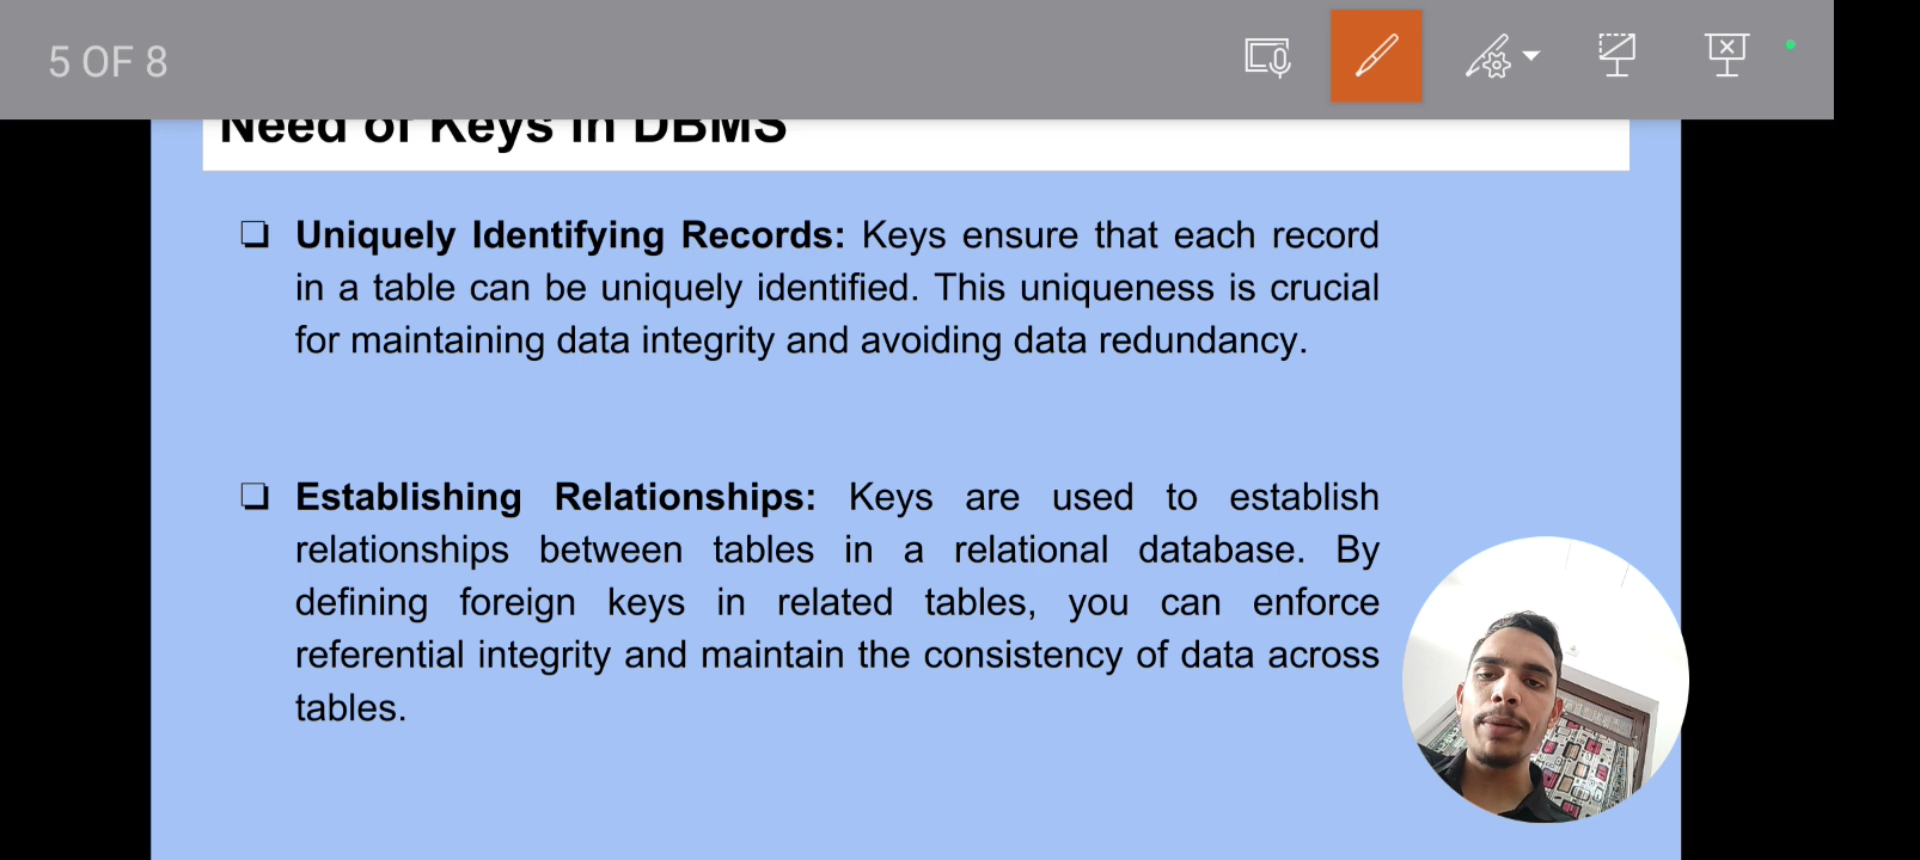 5 OF 8
Need of Keys in DBMS
❏ Uniquely Identifying Records: Keys ensure that each record
in a table can be uniquely identified. This uniqueness is crucial
for maintaining data integrity and avoiding data redundancy.
❏ Establishing Relationships: Keys are used to establish
relationships between tables in a relational database. By
defining foreign keys in related tables, you can enforce
referential integrity and maintain the consistency of data across
tables.